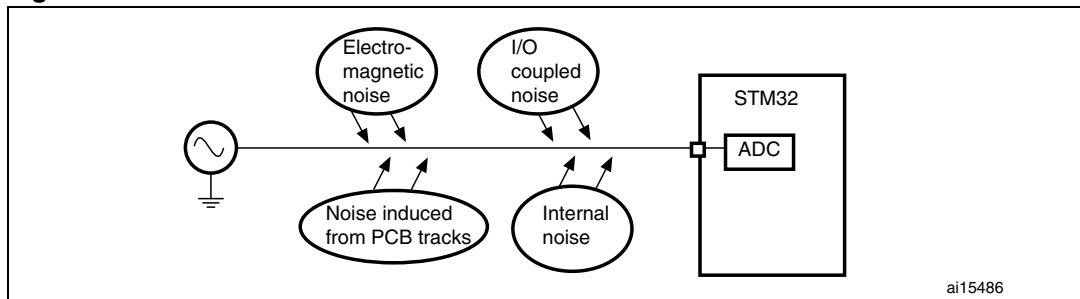 Electro-
magnetic
noise
I/O
coupled
noise
STM32
ADC
Noise induced
from PCB tracks
Internal
noise
ai15486